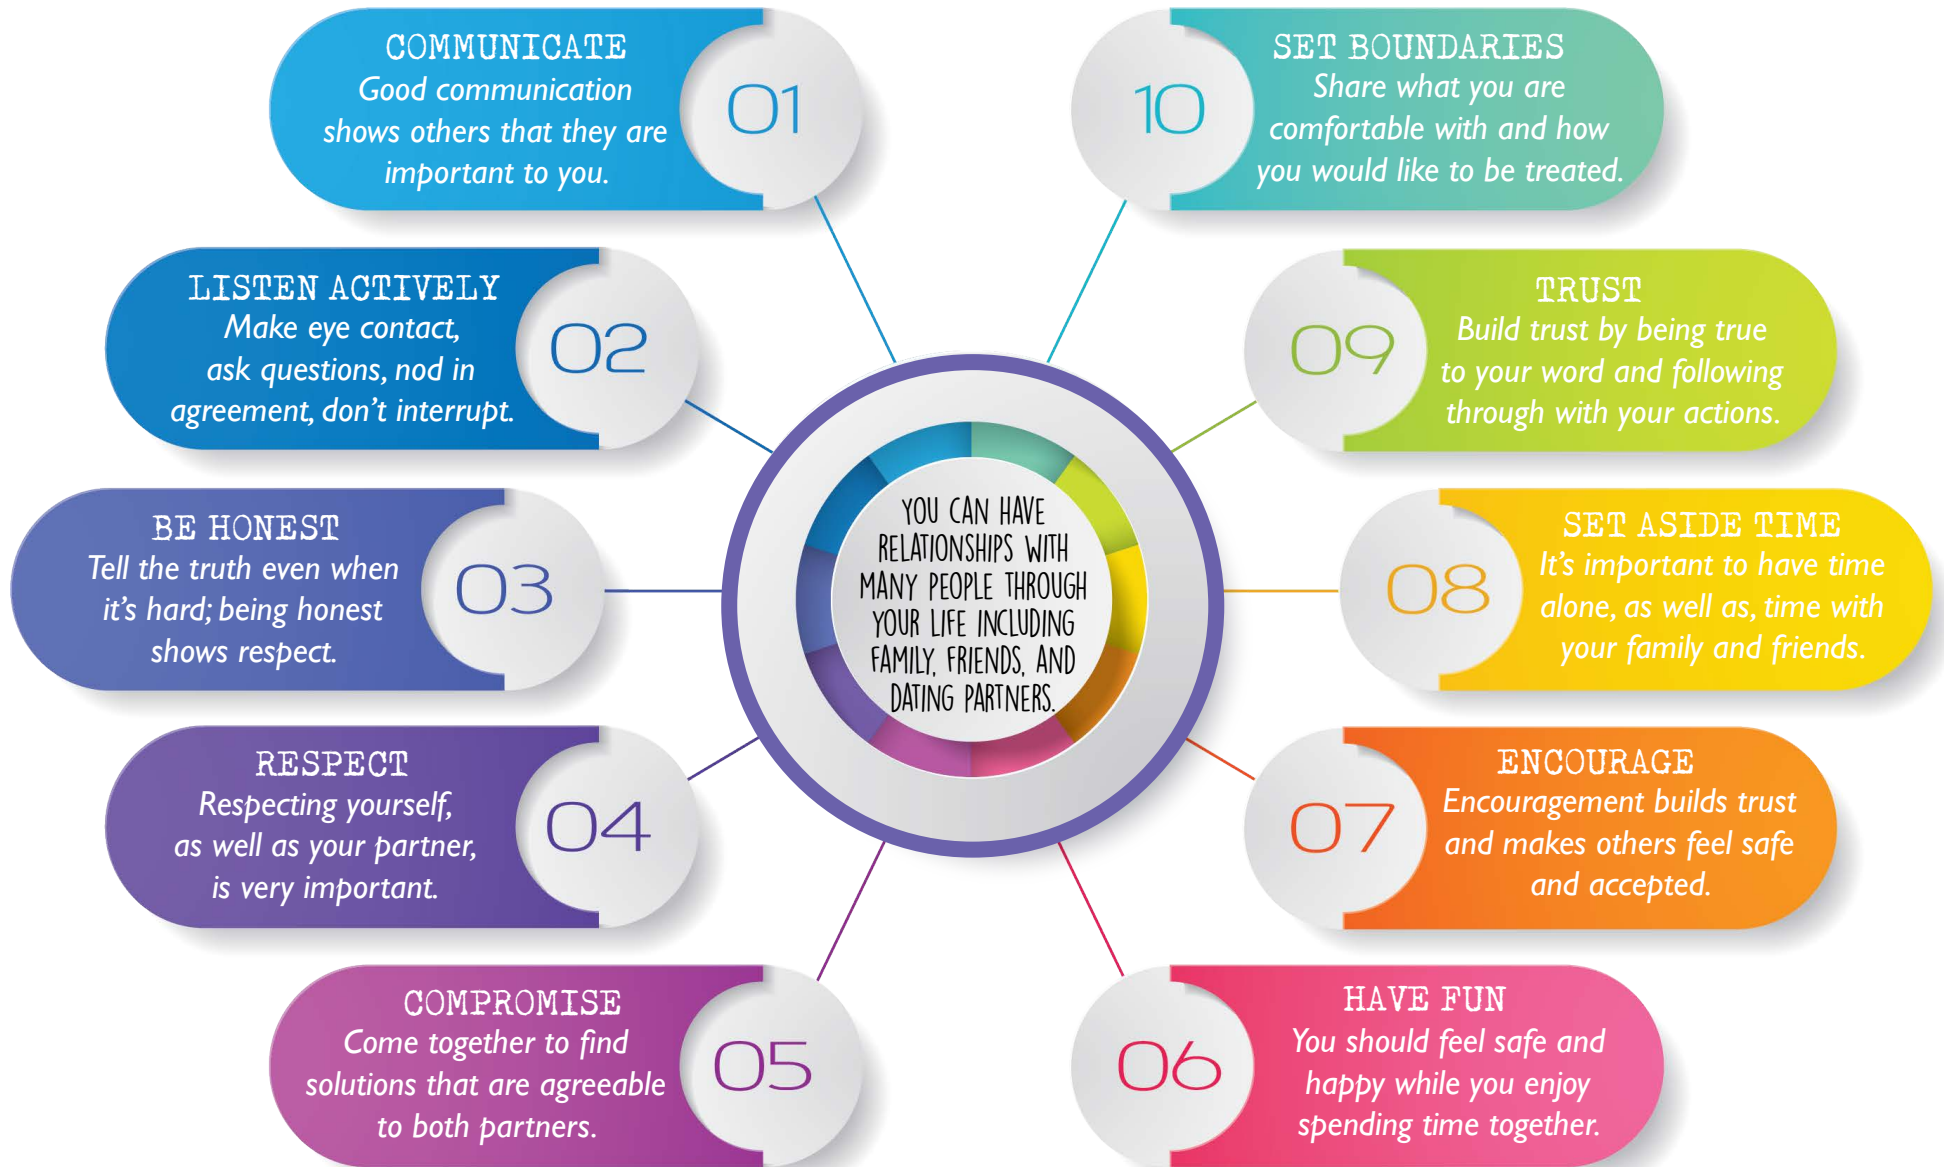 COMMUNICATE
Good communication
shows others that they are
important to you.
01
LISTEN ACTIVELY
Make eye contact,
ask questions, nod in
agreement, don't interrupt.
02
BE HONEST
Tell the truth even when
it's hard; being honest
shows respect.
03
RESPECT
Respecting yourself,
as well as your partner,
is very important.
04
COMPROMISE
Come together to find
solutions that are agreeable
to both partners.
05
YOU CAN HAVE
RELATIONSHIPS WITH
MANY PEOPLE THROUGH
YOUR LIFE INCLUDING
FAMILY, FRIENDS, AND
DATING PARTNERS.
06
HAVE FUN
You should feel safe and
happy while you enjoy
spending time together.
07
ENCOURAGE
Encouragement builds trust
and makes others feel safe
and accepted.
08
SET ASIDE TIME
It's important to have time
alone, as well as, time with
your family and friends.
09
TRUST
Build trust by being true
to your word and following
through with your actions.
10
SET BOUNDARIES
Share what you are
comfortable with and how
you would like to be treated.